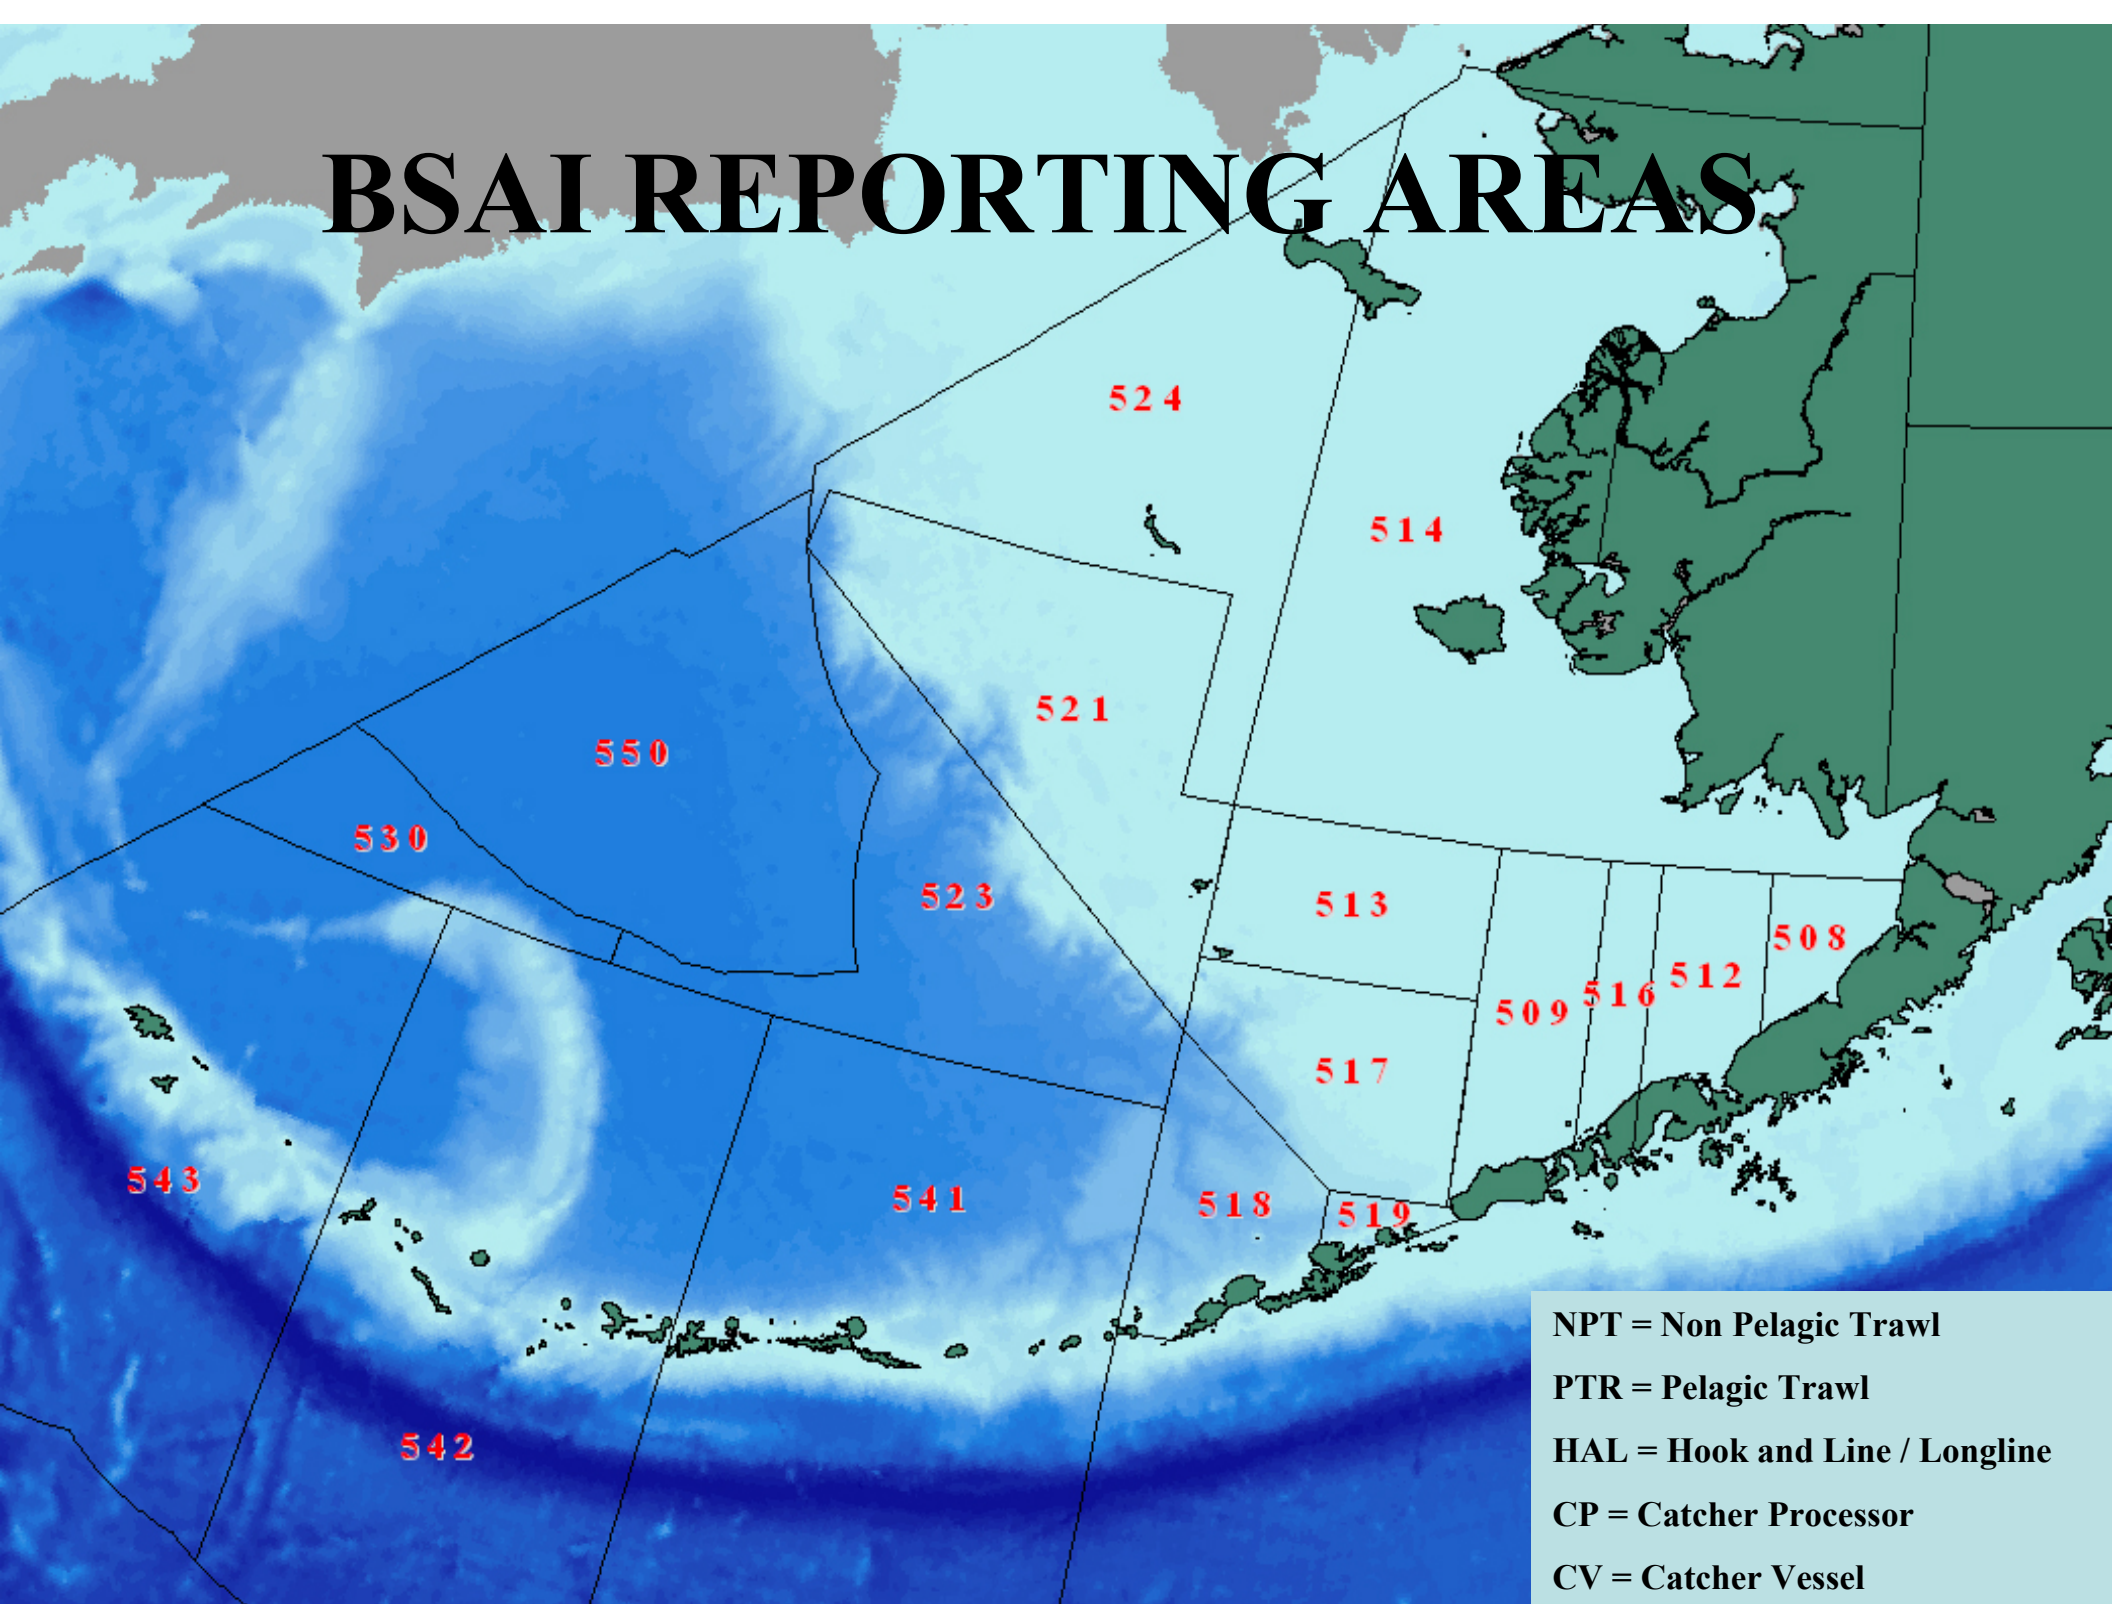 BSAI REPORTING AREAS
524
514
521
550
530
523
513
508
512
516
509
517
543
541
518
519
542
NPT = Non Pelagic Trawl
PTR = Pelagic Trawl
HAL = Hook and Line / Longline
CP = Catcher Processor
CV = Catcher Vessel